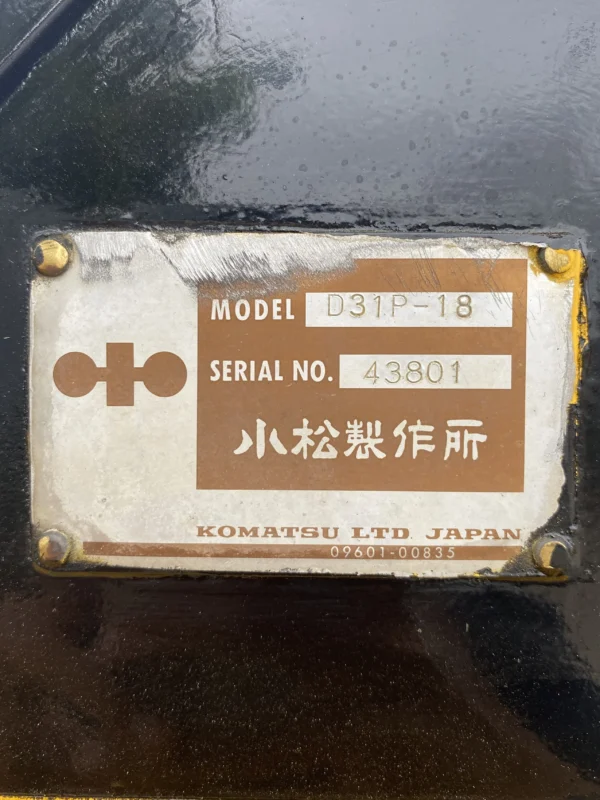 MODEL D31P-18
SERIAL NO. 43801
小松製作所
KOMATSU LTD. JAPAN
09601-00835